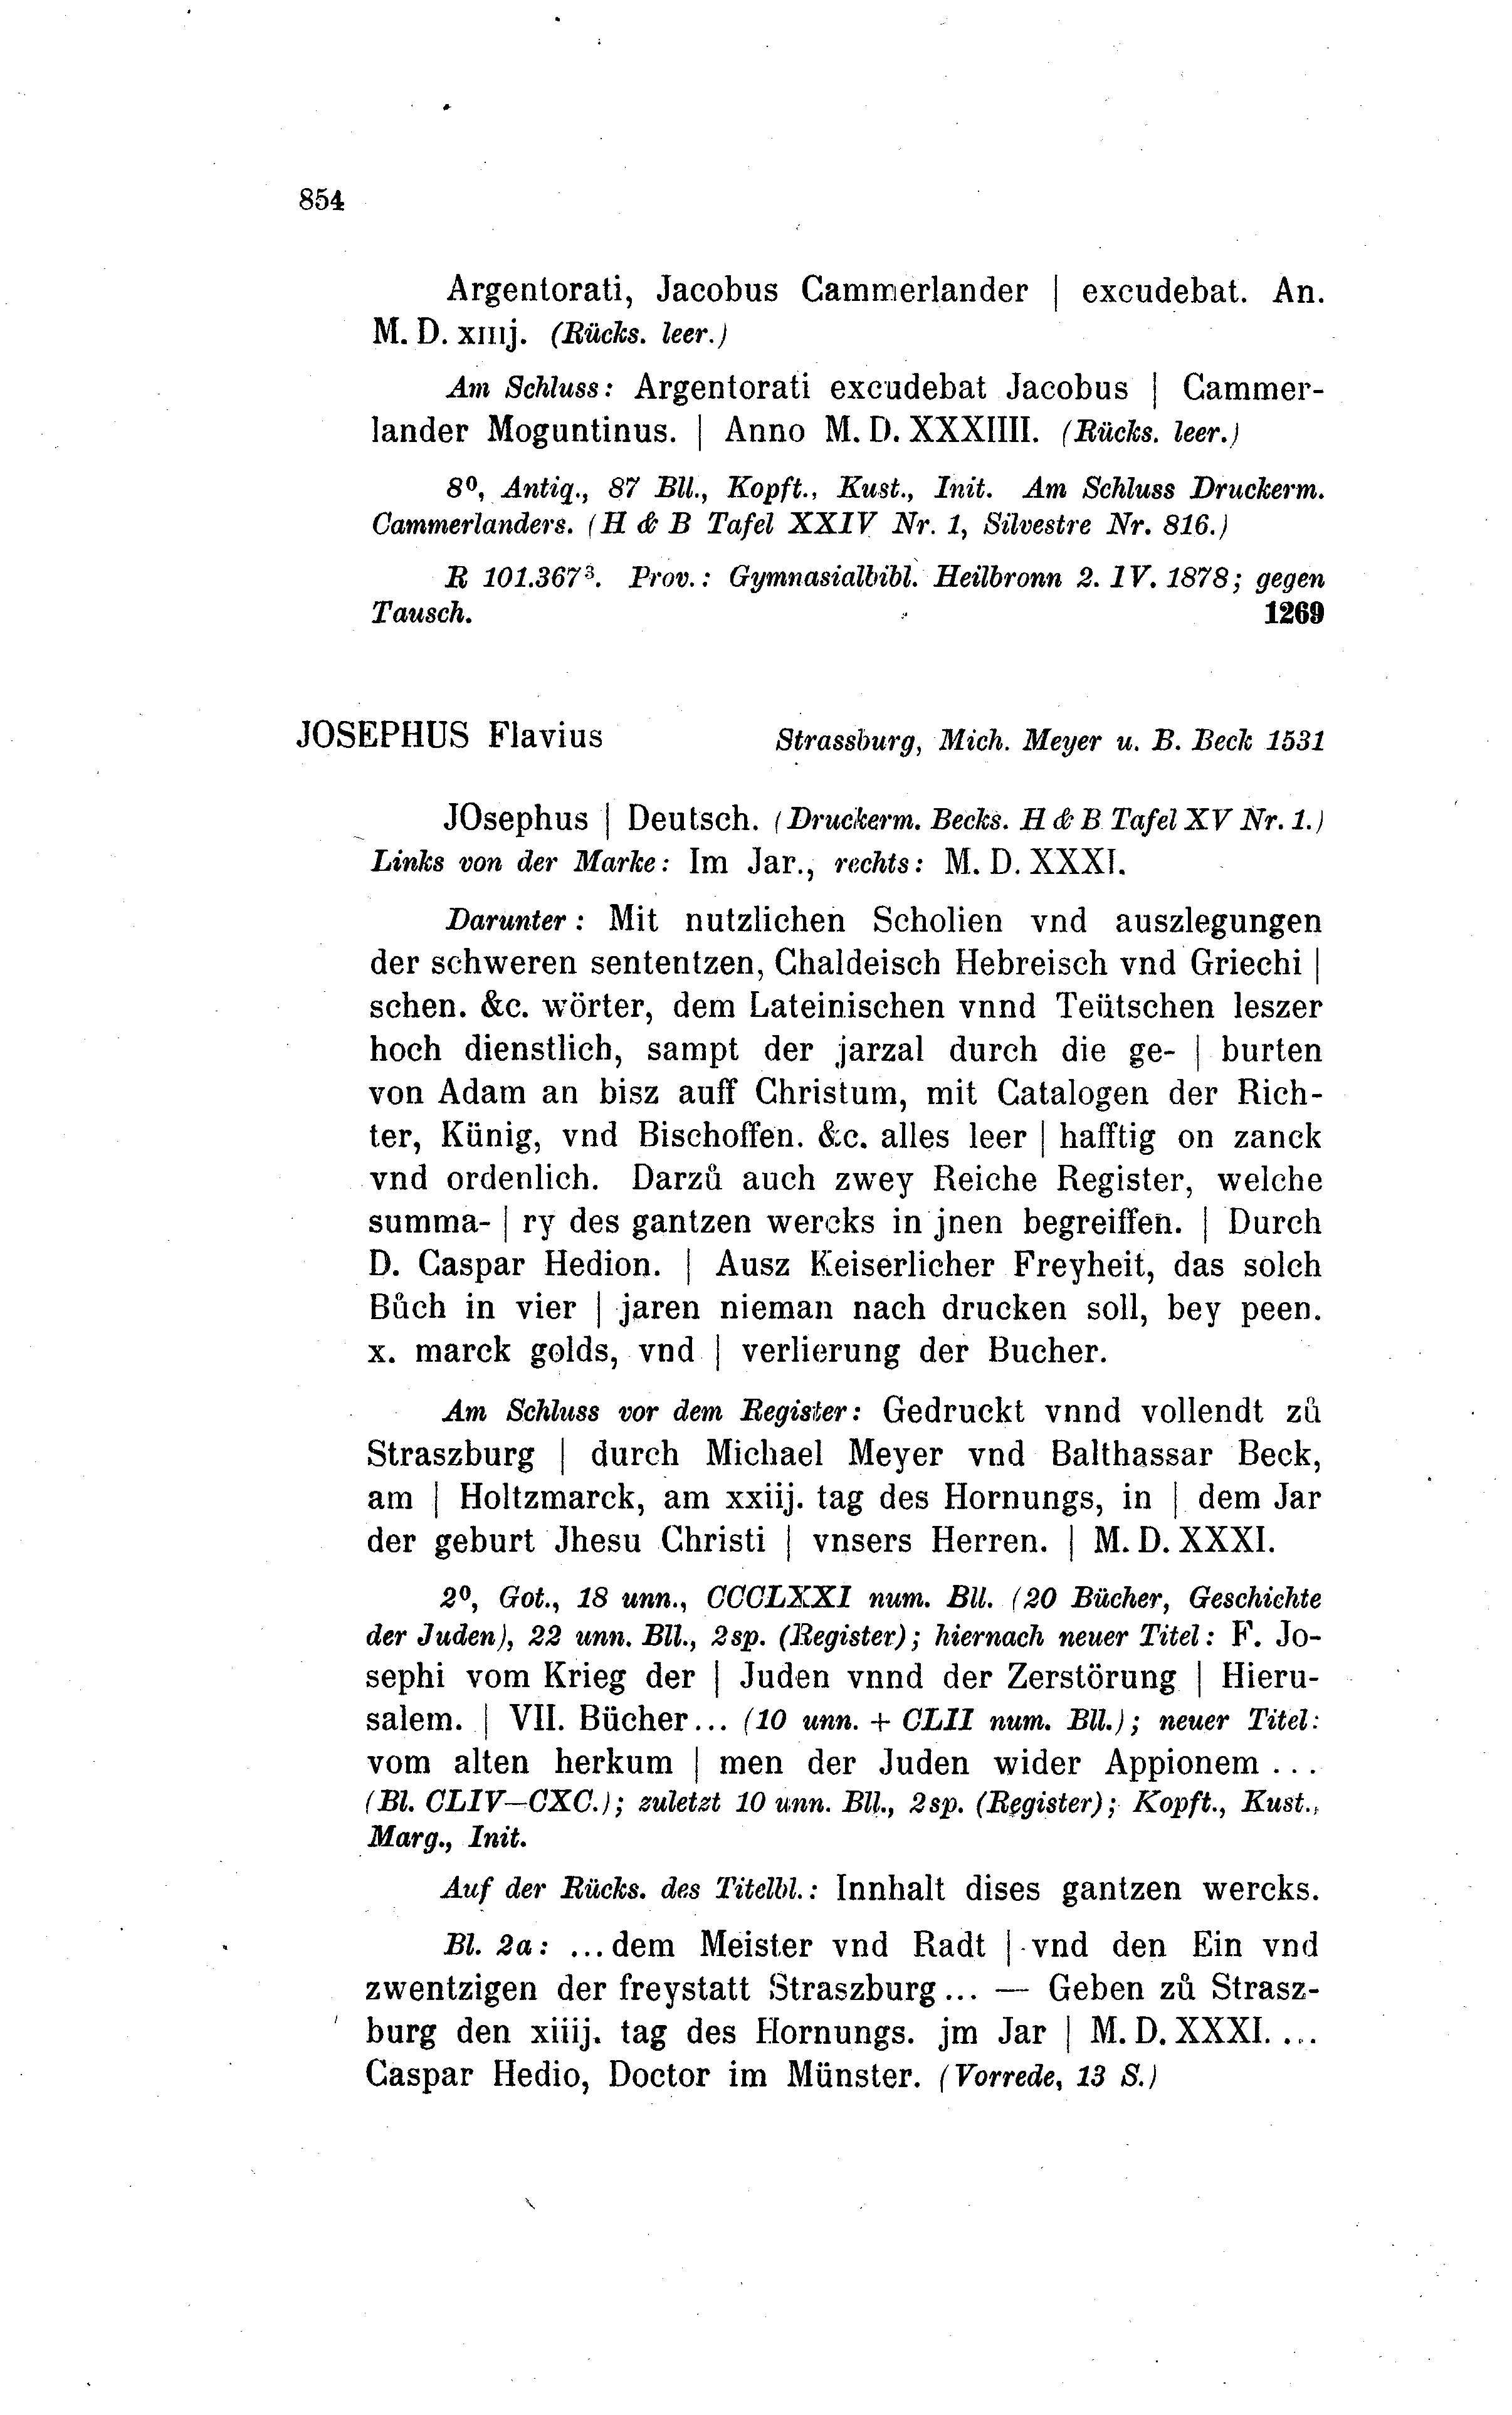 854
Argentorati, Jacobus Cammerlander | excudebat. An.
M. D. xıııj. (Rücks. leer.)
Am Schluss: Argentorati excudebat Jacobus | Cammer-
lander Moguntinus. | Anno M. D. XXXIIII. (Rücks. leer.)
8⁰, Antiq., 87 Bll., Kopft., Kust., Init. Am Schluss Druckerm.
Cammerlanders. (H & B Tafel XXIV Nr. 1, Silvestre Nr. 816.)
R 101.367³. Prov.: Gymnasialbibl. Heilbronn 2. IV. 1878; gegen
Tausch. 1269
JOSEPHUS Flavius Strassburg, Mich. Meyer u. B. Beck 1531
JOsephus | Deutsch. (Druckerm. Becks. H & B Tafel XV Nr. 1.)
Links von der Marke: Im Jar., rechts: M. D. XXXI.
Darunter: Mit nutzlichen Scholien vnd auszlegungen
der schweren sententzen, Chaldeisch Hebreisch vnd Griechi |
schen. &c. wörter, dem Lateinischen vnnd Teütschen leszer
hoch dienstlich, sampt der jarzal durch die ge- | burten
von Adam an bisz auff Christum, mit Catalogen der Rich-
ter, Künig, vnd Bischoffen. &c. alles leer | hafftig on zanck
vnd ordenlich. Darzů auch zwey Reiche Register, welche
summa- | ry des gantzen wercks in jnen begreiffen. | Durch
D. Caspar Hedion. | Ausz Keiserlicher Freyheit, das solch
Bůch in vier | jaren nieman nach drucken soll, bey peen.
x. marck golds, vnd | verlierung der Bucher.
Am Schluss vor dem Register: Gedruckt vnnd vollendt zů
Straszburg | durch Michael Meyer vnd Balthassar Beck,
am | Holtzmarck, am xxiij. tag des Hornungs, in | dem Jar
der geburt Jhesu Christi | vnsers Herren. | M. D. XXXI.
2⁰, Got., 18 unn., CCCLXXI num. Bll. (20 Bücher, Geschichte
der Juden), 22 unn. Bll., 2sp. (Register); hiernach neuer Titel: F. Jo-
sephi vom Krieg der | Juden vnnd der Zerstörung | Hieru-
salem. | VII. Bücher... (10 unn. + CLII num. Bll.); neuer Titel:
vom alten herkum | men der Juden wider Appionem ...
(Bl. CLIV—CXC.); zuletzt 10 unn. Bll., 2sp. (Register); Kopft., Kust.,
Marg., Init.
Auf der Rücks. des Titelbl.: Innhalt dises gantzen wercks.
Bl. 2a: ...dem Meister vnd Radt | vnd den Ein vnd
zwentzigen der freystatt Straszburg... — Geben zů Strasz-
burg den xiiij. tag des Hornungs. jm Jar | M. D. XXXI. ...
Caspar Hedio, Doctor im Münster. (Vorrede, 13 S.)